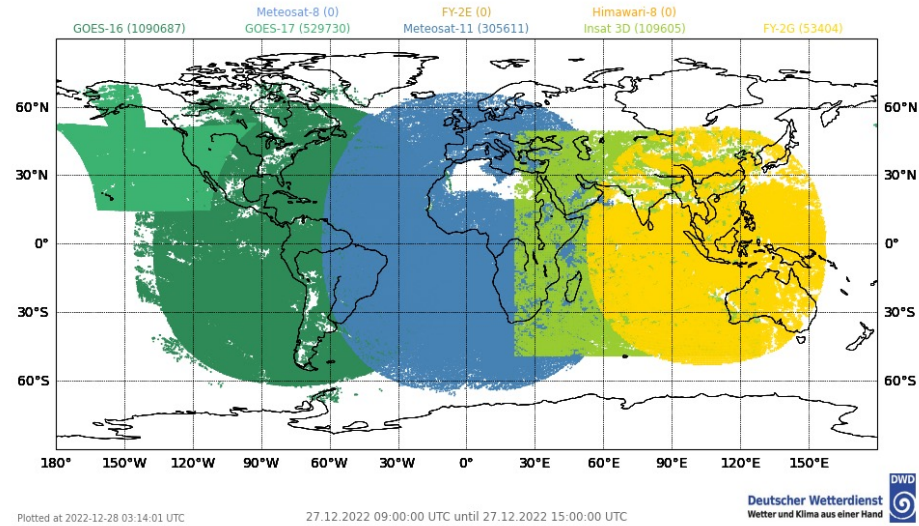 Meteosat-8 (0) FY-2E (0) Himawari-8 (0)
GOES-16 (1090687) GOES-17 (529730) Meteosat-11 (305611) Insat 3D (109605) FY-2G (53404)
60°N 60°N
30°N 30°N
0° 0°
30°S 30°S
60°S 60°S
180° 150°W 120°W 90°W 60°W 30°W 0° 30°E 60°E 90°E 120°E 150°E
DWD
Deutscher Wetterdienst
Wetter und Klima aus einer Hand
Plotted at 2022-12-28 03:14:01 UTC 27.12.2022 09:00:00 UTC until 27.12.2022 15:00:00 UTC